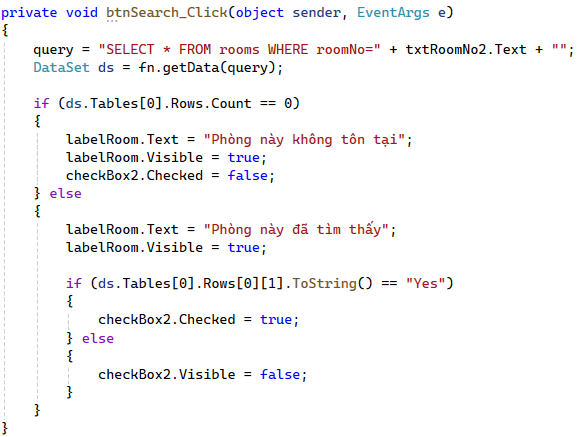 private void btnSearch_Click(object sender, EventArgs e)
{
    query = "SELECT * FROM rooms WHERE roomNo=" + txtRoomNo2.Text + "";
    DataSet ds = fn.getData(query);

    if (ds.Tables[0].Rows.Count == 0)
    {
        labelRoom.Text = "Phòng này không tôn tại";
        labelRoom.Visible = true;
        checkBox2.Checked = false;
    } else
    {
        labelRoom.Text = "Phòng này đã tìm thấy";
        labelRoom.Visible = true;

        if (ds.Tables[0].Rows[0][1].ToString() == "Yes")
        {
            checkBox2.Checked = true;
        } else
        {
            checkBox2.Visible = false;
        }
    }
}